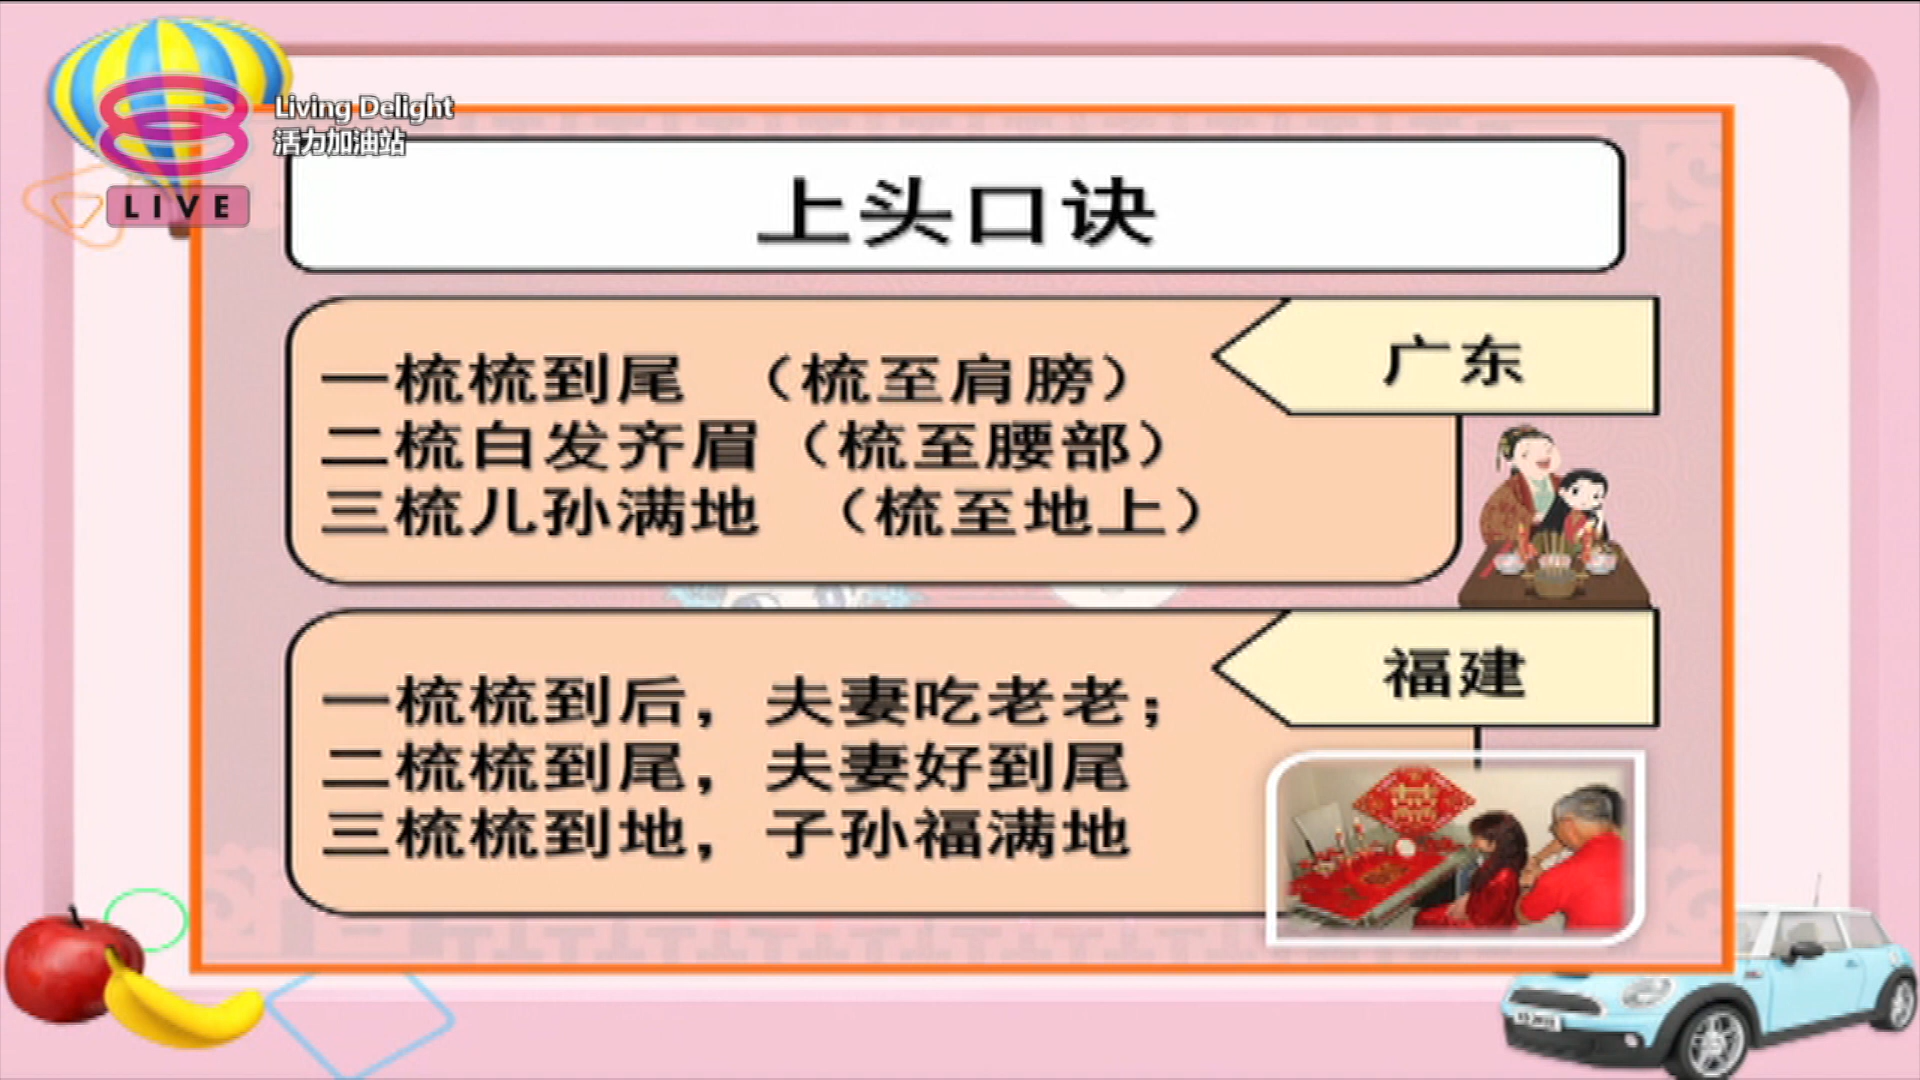 Living Delight
活力加油站
LIVE
上头口诀
广东
一梳梳到尾 （梳至肩膀）
二梳白发齐眉（梳至腰部）
三梳儿孙满地 （梳至地上）
福建
一梳梳到后，夫妻吃老老；
二梳梳到尾，夫妻好到尾
三梳梳到地，子孙福满地